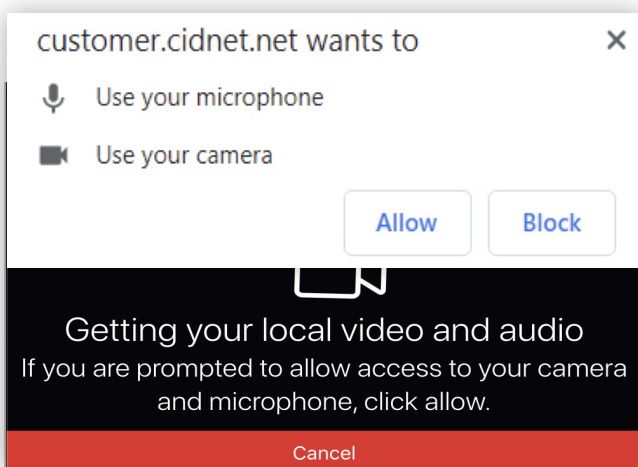 customer.cidnet.net wants to
Use your microphone
Use your camera
Allow
Block
Getting your local video and audio
If you are prompted to allow access to your camera
and microphone, click allow.
Cancel